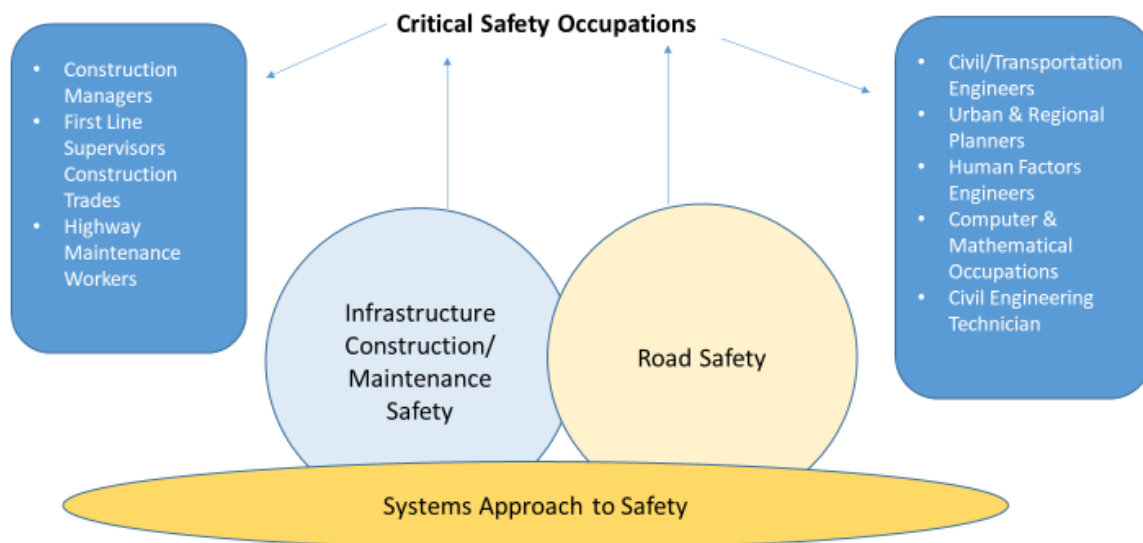 Critical Safety Occupations
• Construction
Managers
• First Line
Supervisors
Construction
Trades
• Highway
Maintenance
Workers
• Civil/Transportation
Engineers
• Urban & Regional
Planners
• Human Factors
Engineers
• Computer &
Mathematical
Occupations
• Civil Engineering
Technician
Infrastructure
Construction/
Maintenance
Safety
Road Safety
Systems Approach to Safety